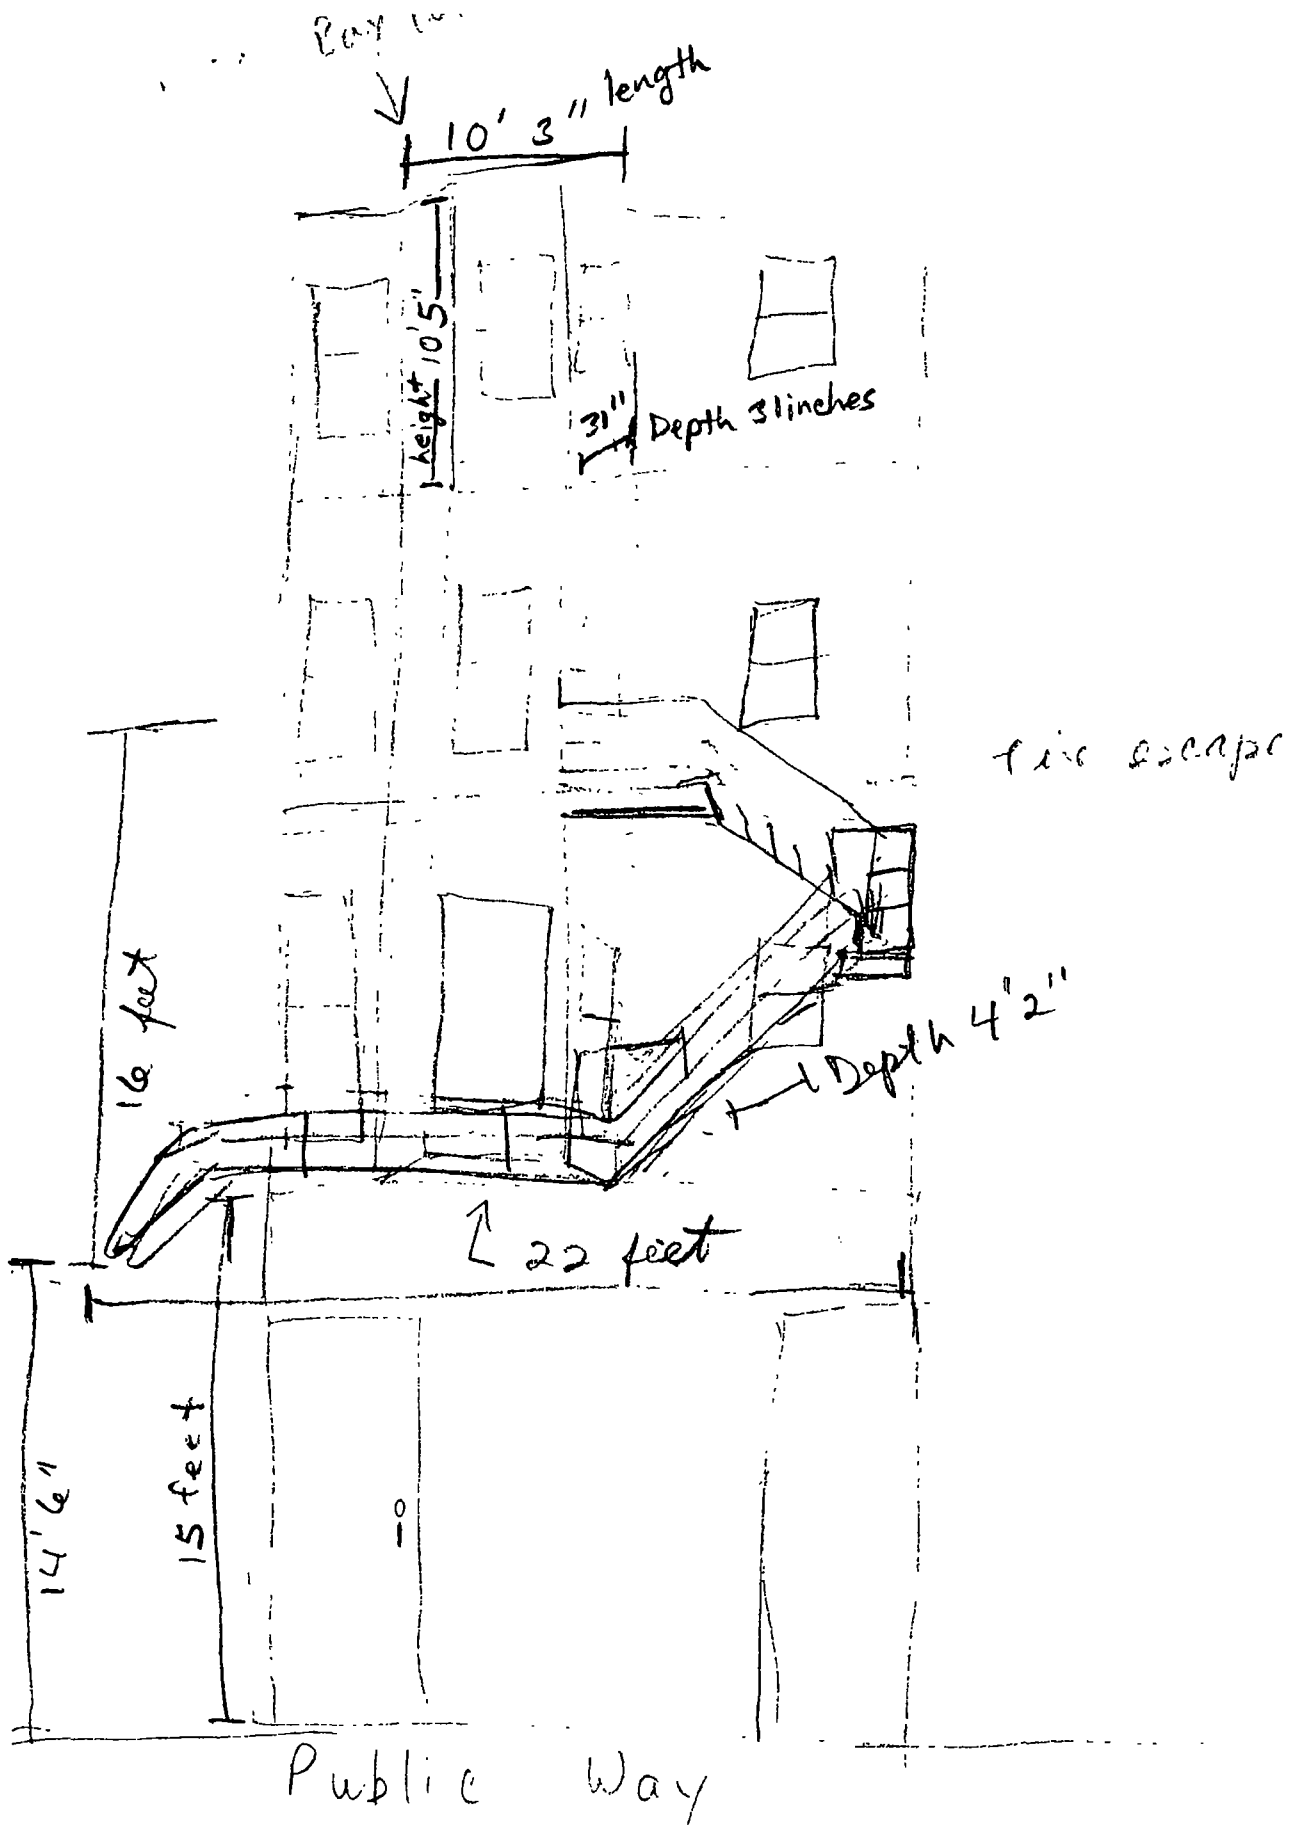 length
10' 3"
height 10'5"
31"
Depth 31inches
escape
16 feet
Depth 4"2"
22 feet
14'6"
15 feet
Public Way